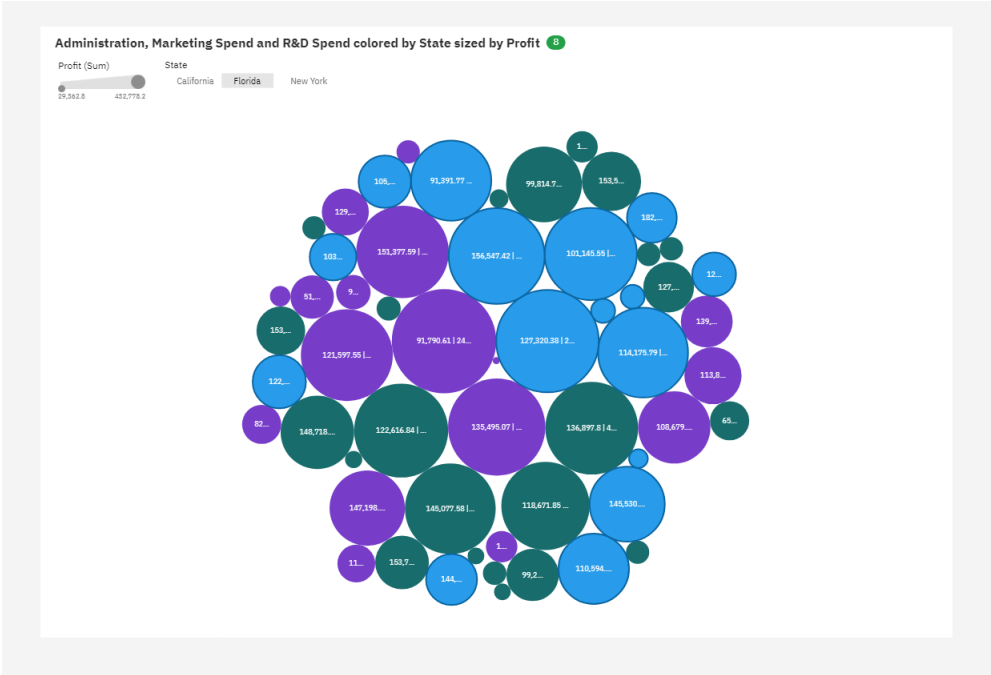 Administration, Marketing Spend and R&D Spend colored by State sized by Profit 8
Profit (Sum) State
California Florida New York
29,362.8 432,778.2
1...
105,... 91,391.77 ... 99,814.7... 153,5...
129,... 182,...
151,377.59 |... 156,547.42 |... 101,145.55 |...
103... 12...
51,... 9... 127,...
153,... 139,...
121,597.55 |... 91,790.61 | 24... 127,320.38 | 2... 114,175.79 |...
122,... 113,8...
82... 148,718.... 122,616.84 | ... 135,495.07 |... 136,897.8 | 4... 108,679.... 65...
147,198.... 145,077.58 |... 118,671.85 ... 145,530....
11... 153,7... 144,... 1... 99,2... 110,594....